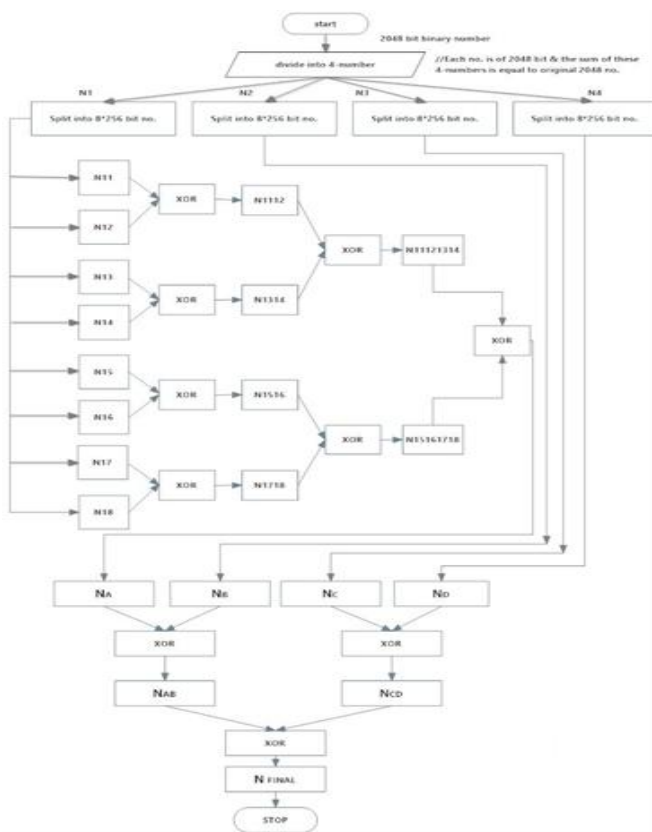 start
2048 bit binary number
divide into 4-number
//Each no. is of 2048 bit & the sum of these
4-numbers is equal to original 2048 no.
N1
N2
N3
N4
Split into 8*256 bit no.
Split into 8*256 bit no.
Split into 8*256 bit no.
Split into 8*256 bit no.
N11
XOR
N1112
N12
XOR
N11121314
N13
XOR
N1314
N14
XOR
N15
XOR
N1516
N16
XOR
N15161718
N17
XOR
N1718
N18
NA
NB
NC
ND
XOR
XOR
NAB
NCD
XOR
N FINAL
STOP